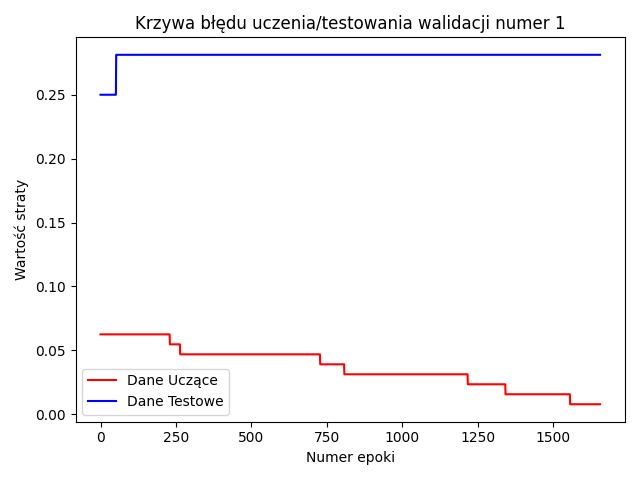 Krzywa błędu uczenia/testowania walidacji numer 1
Wartość straty
0.25
0.20
0.15
0.10
0.05
0.00
Dane Uczące
Dane Testowe
0 250 500 750 1000 1250 1500
Numer epoki